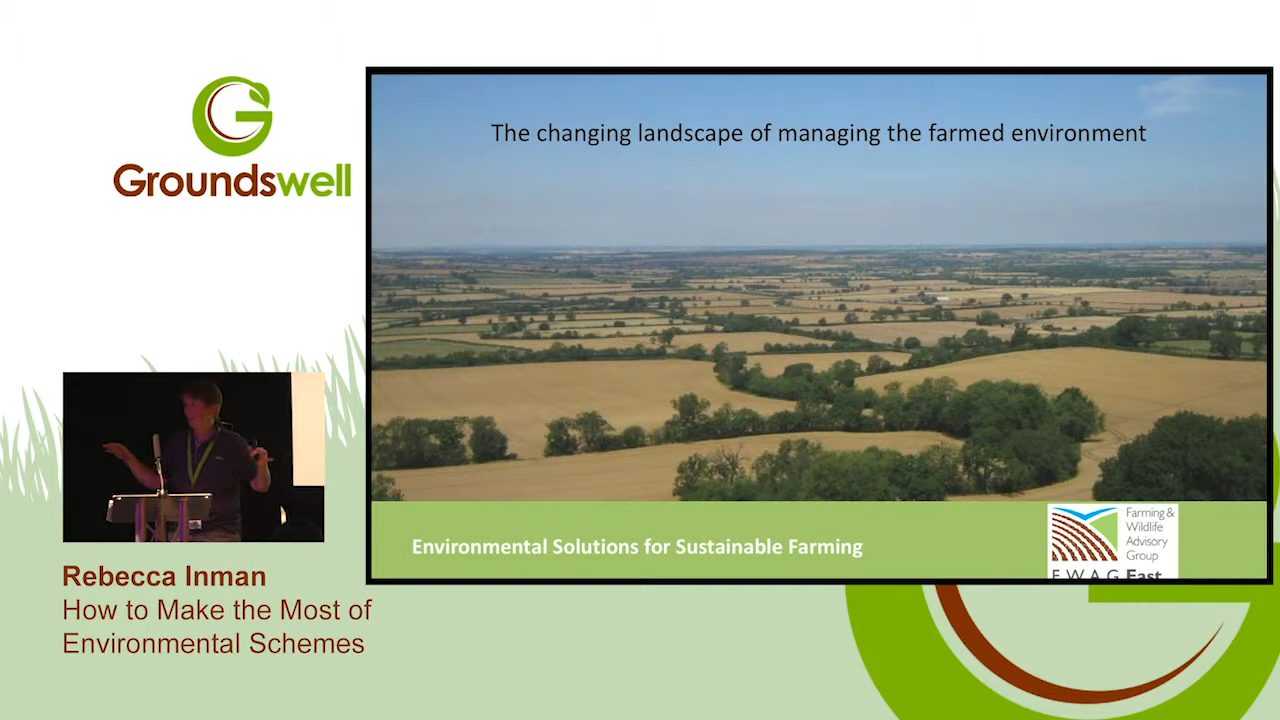 Groundswell
The changing landscape of managing the farmed environment
Environmental Solutions for Sustainable Farming
Farming &
Wildlife
Advisory
Group
F.W.A.G East
Rebecca Inman
How to Make the Most of
Environmental Schemes